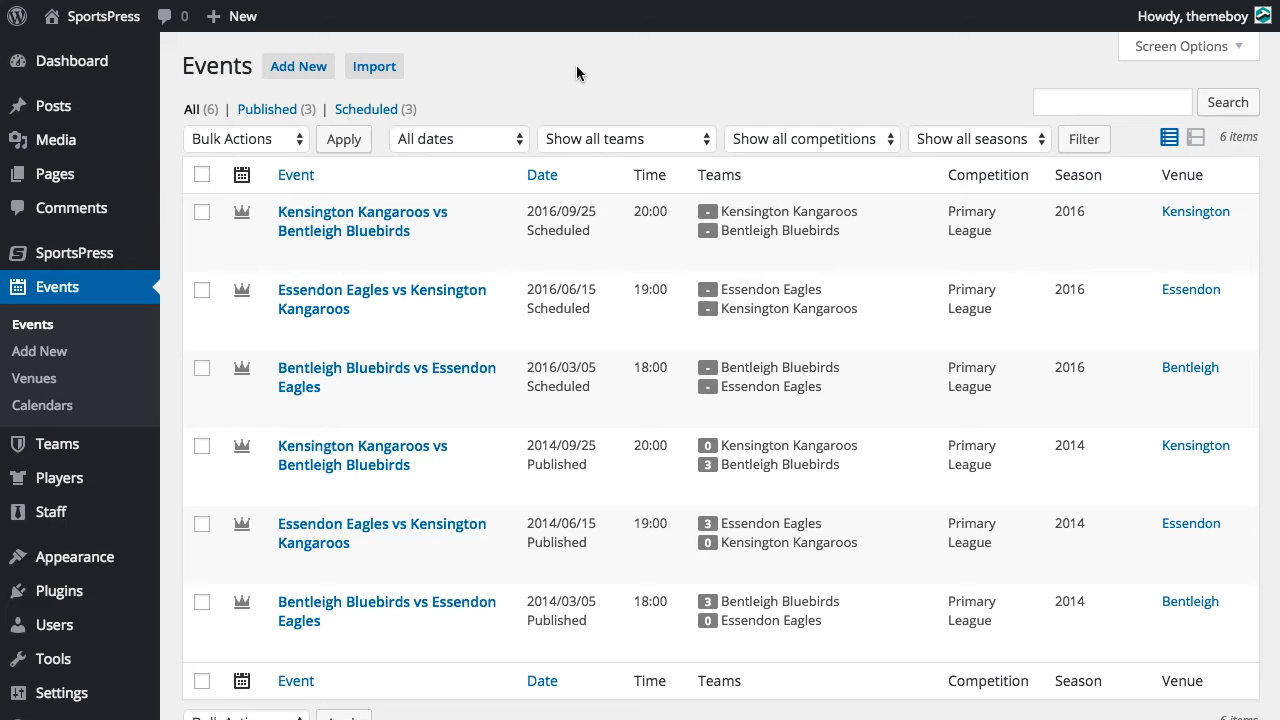 SportsPress 0 New Howdy, themeboy
Screen Options
Dashboard
Posts
Media
Pages
Comments
SportsPress
Events
Events
Add New
Venues
Calendars
Teams
Players
Staff
Appearance
Plugins
Users
Tools
Settings
Events Add New Import
All (6) | Published (3) | Scheduled (3)
Search
Bulk Actions Apply All dates Show all teams Show all competitions Show all seasons Filter 6 items
Event Date Time Teams Competition Season Venue
Kensington Kangaroos vs 2016/09/25 20:00 - Kensington Kangaroos Primary 2016 Kensington
Bentleigh Bluebirds Scheduled - Bentleigh Bluebirds League
Essendon Eagles vs Kensington 2016/06/15 19:00 - Essendon Eagles Primary 2016 Essendon
Kangaroos Scheduled - Kensington Kangaroos League
Bentleigh Bluebirds vs Essendon 2016/03/05 18:00 - Bentleigh Bluebirds Primary 2016 Bentleigh
Eagles Scheduled - Essendon Eagles League
Kensington Kangaroos vs 2014/09/25 20:00 0 Kensington Kangaroos Primary 2014 Kensington
Bentleigh Bluebirds Published 3 Bentleigh Bluebirds League
Essendon Eagles vs Kensington 2014/06/15 19:00 3 Essendon Eagles Primary 2014 Essendon
Kangaroos Published 0 Kensington Kangaroos League
Bentleigh Bluebirds vs Essendon 2014/03/05 18:00 3 Bentleigh Bluebirds Primary 2014 Bentleigh
Eagles Published 0 Essendon Eagles League
Event Date Time Teams Competition Season Venue